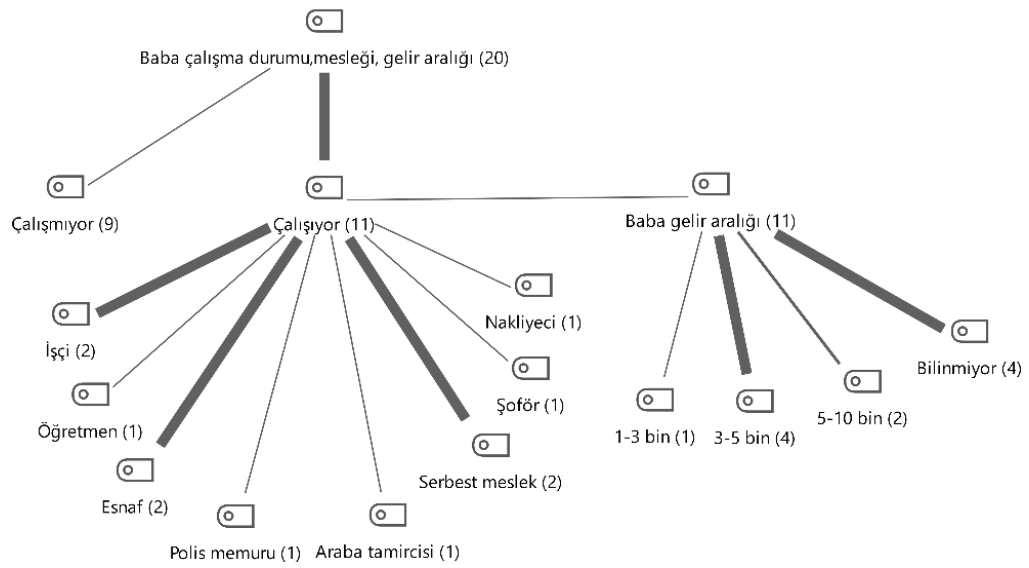 Baba çalışma durumu,mesleği, gelir aralığı (20)
Çalışmıyor (9)
Çalışıyor (11)
Baba gelir aralığı (11)
Nakliyeci (1)
İşçi (2)
Bilinmiyor (4)
Şoför (1)
Öğretmen (1)
1-3 bin (1)
3-5 bin (4)
5-10 bin (2)
Serbest meslek (2)
Esnaf (2)
Polis memuru (1)
Araba tamircisi (1)